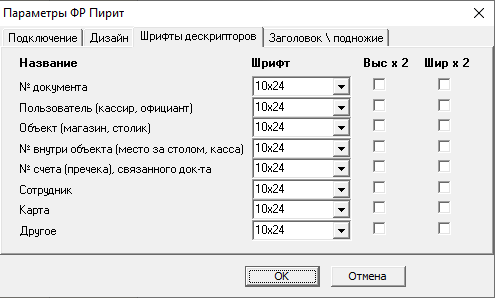 Параметры ФР Пирит
Подключение Дизайн Шрифты дескрипторов Заголовок \ подножие
Название Шрифт Выс x 2 Шир x 2
№ документа 10x24
Пользователь (кассир, официант) 10x24
Объект (магазин, столик) 10x24
№ внутри объекта (место за столом, касса) 10x24
№ счета (пречека), связанного док-та 10x24
Сотрудник 10x24
Карта 10x24
Другое 10x24
OK Отмена